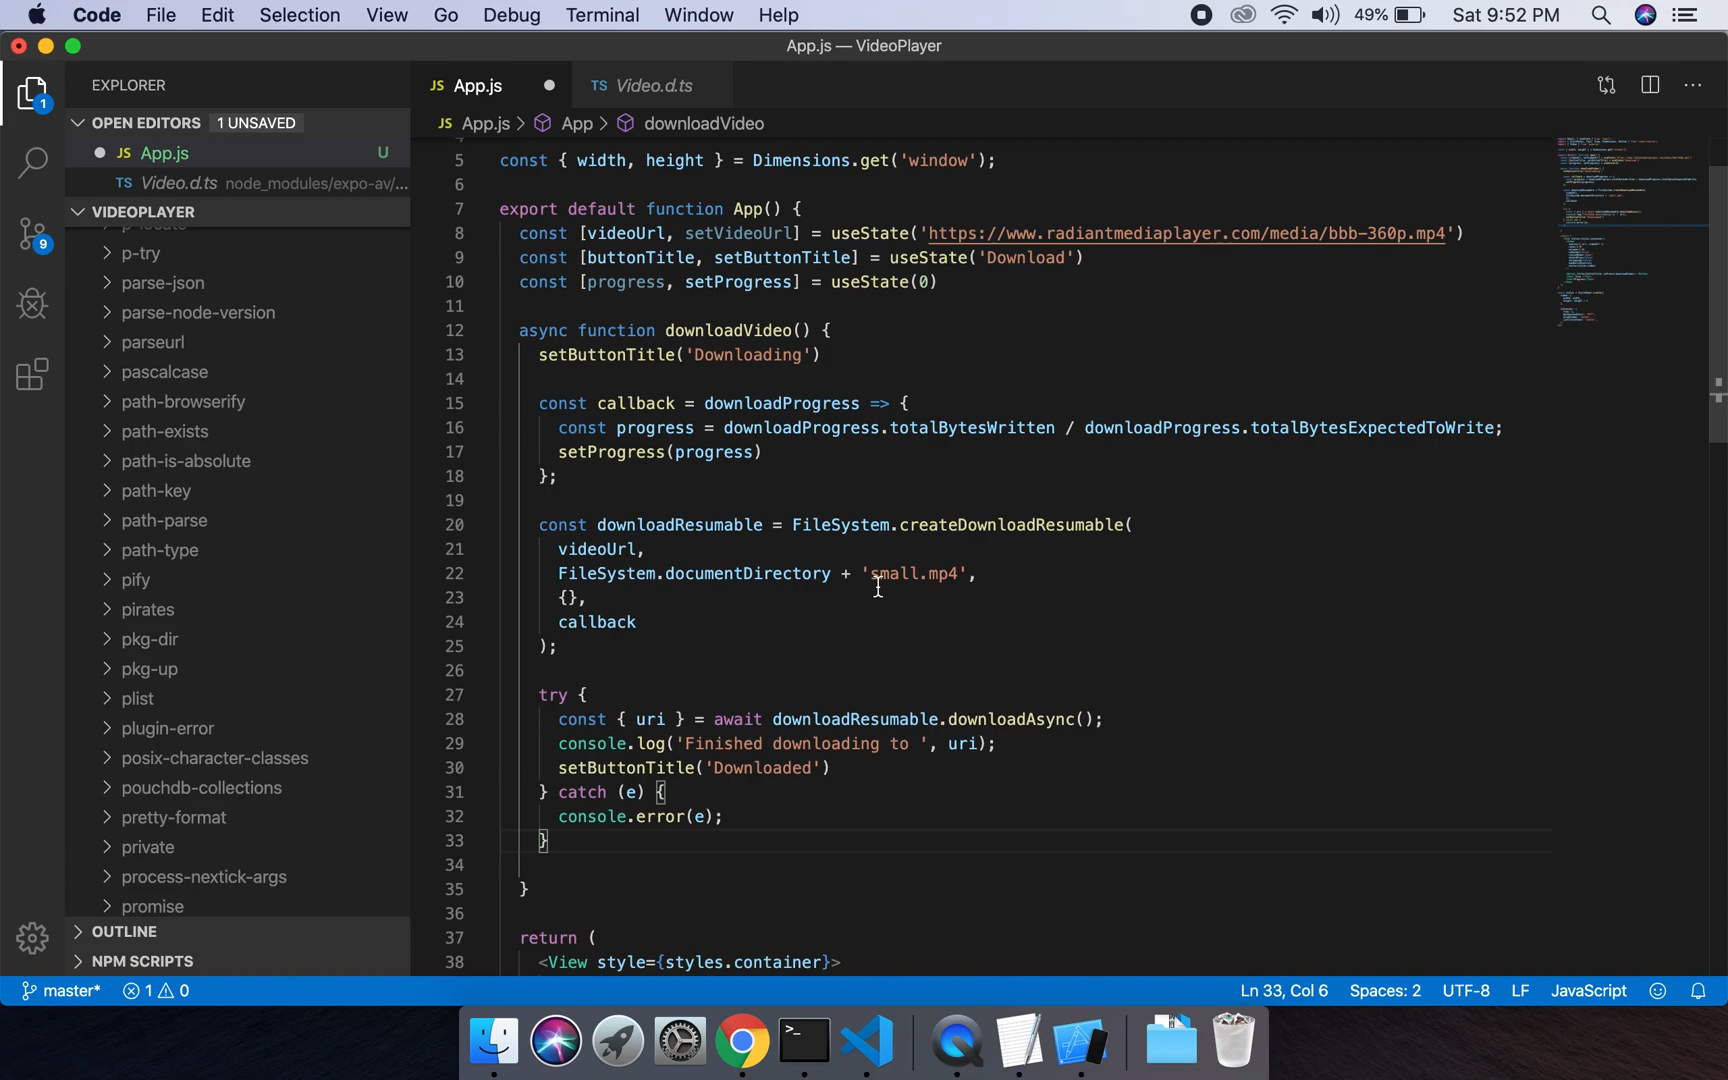 Code File Edit Selection View Go Debug Terminal Window Help 49% Sat 9:52 PM
App.js — VideoPlayer
EXPLORER
OPEN EDITORS 1 UNSAVED
JS App.js U
TS Video.d.ts node_modules/expo-av/...
VIDEOPLAYER
p-try
parse-json
parse-node-version
parseurl
pascalcase
path-browserify
path-exists
path-is-absolute
path-key
path-parse
path-type
pify
pirates
pkg-dir
pkg-up
plist
plugin-error
posix-character-classes
pouchdb-collections
pretty-format
private
process-nextick-args
promise
OUTLINE
NPM SCRIPTS
1
9
JS App.js TS Video.d.ts
JS App.js > App > downloadVideo
5 const { width, height } = Dimensions.get('window');
6
7 export default function App() {
8 const [videoUrl, setVideoUrl] = useState('https://www.radiantmediaplayer.com/media/bbb-360p.mp4')
9 const [buttonTitle, setButtonTitle] = useState('Download')
10 const [progress, setProgress] = useState(0)
11
12 async function downloadVideo() {
13 setButtonTitle('Downloading')
14
15 const callback = downloadProgress => {
16 const progress = downloadProgress.totalBytesWritten / downloadProgress.totalBytesExpectedToWrite;
17 setProgress(progress)
18 };
19
20 const downloadResumable = FileSystem.createDownloadResumable(
21 videoUrl,
22 FileSystem.documentDirectory + 'small.mp4',
23 {},
24 callback
25 );
26
27 try {
28 const { uri } = await downloadResumable.downloadAsync();
29 console.log('Finished downloading to ', uri);
30 setButtonTitle('Downloaded')
31 } catch (e) {
32 console.error(e);
33 }
34
35 }
36
37 return (
38 <View style={styles.container}>
master* 1 0 Ln 33, Col 6 Spaces: 2 UTF-8 LF JavaScript